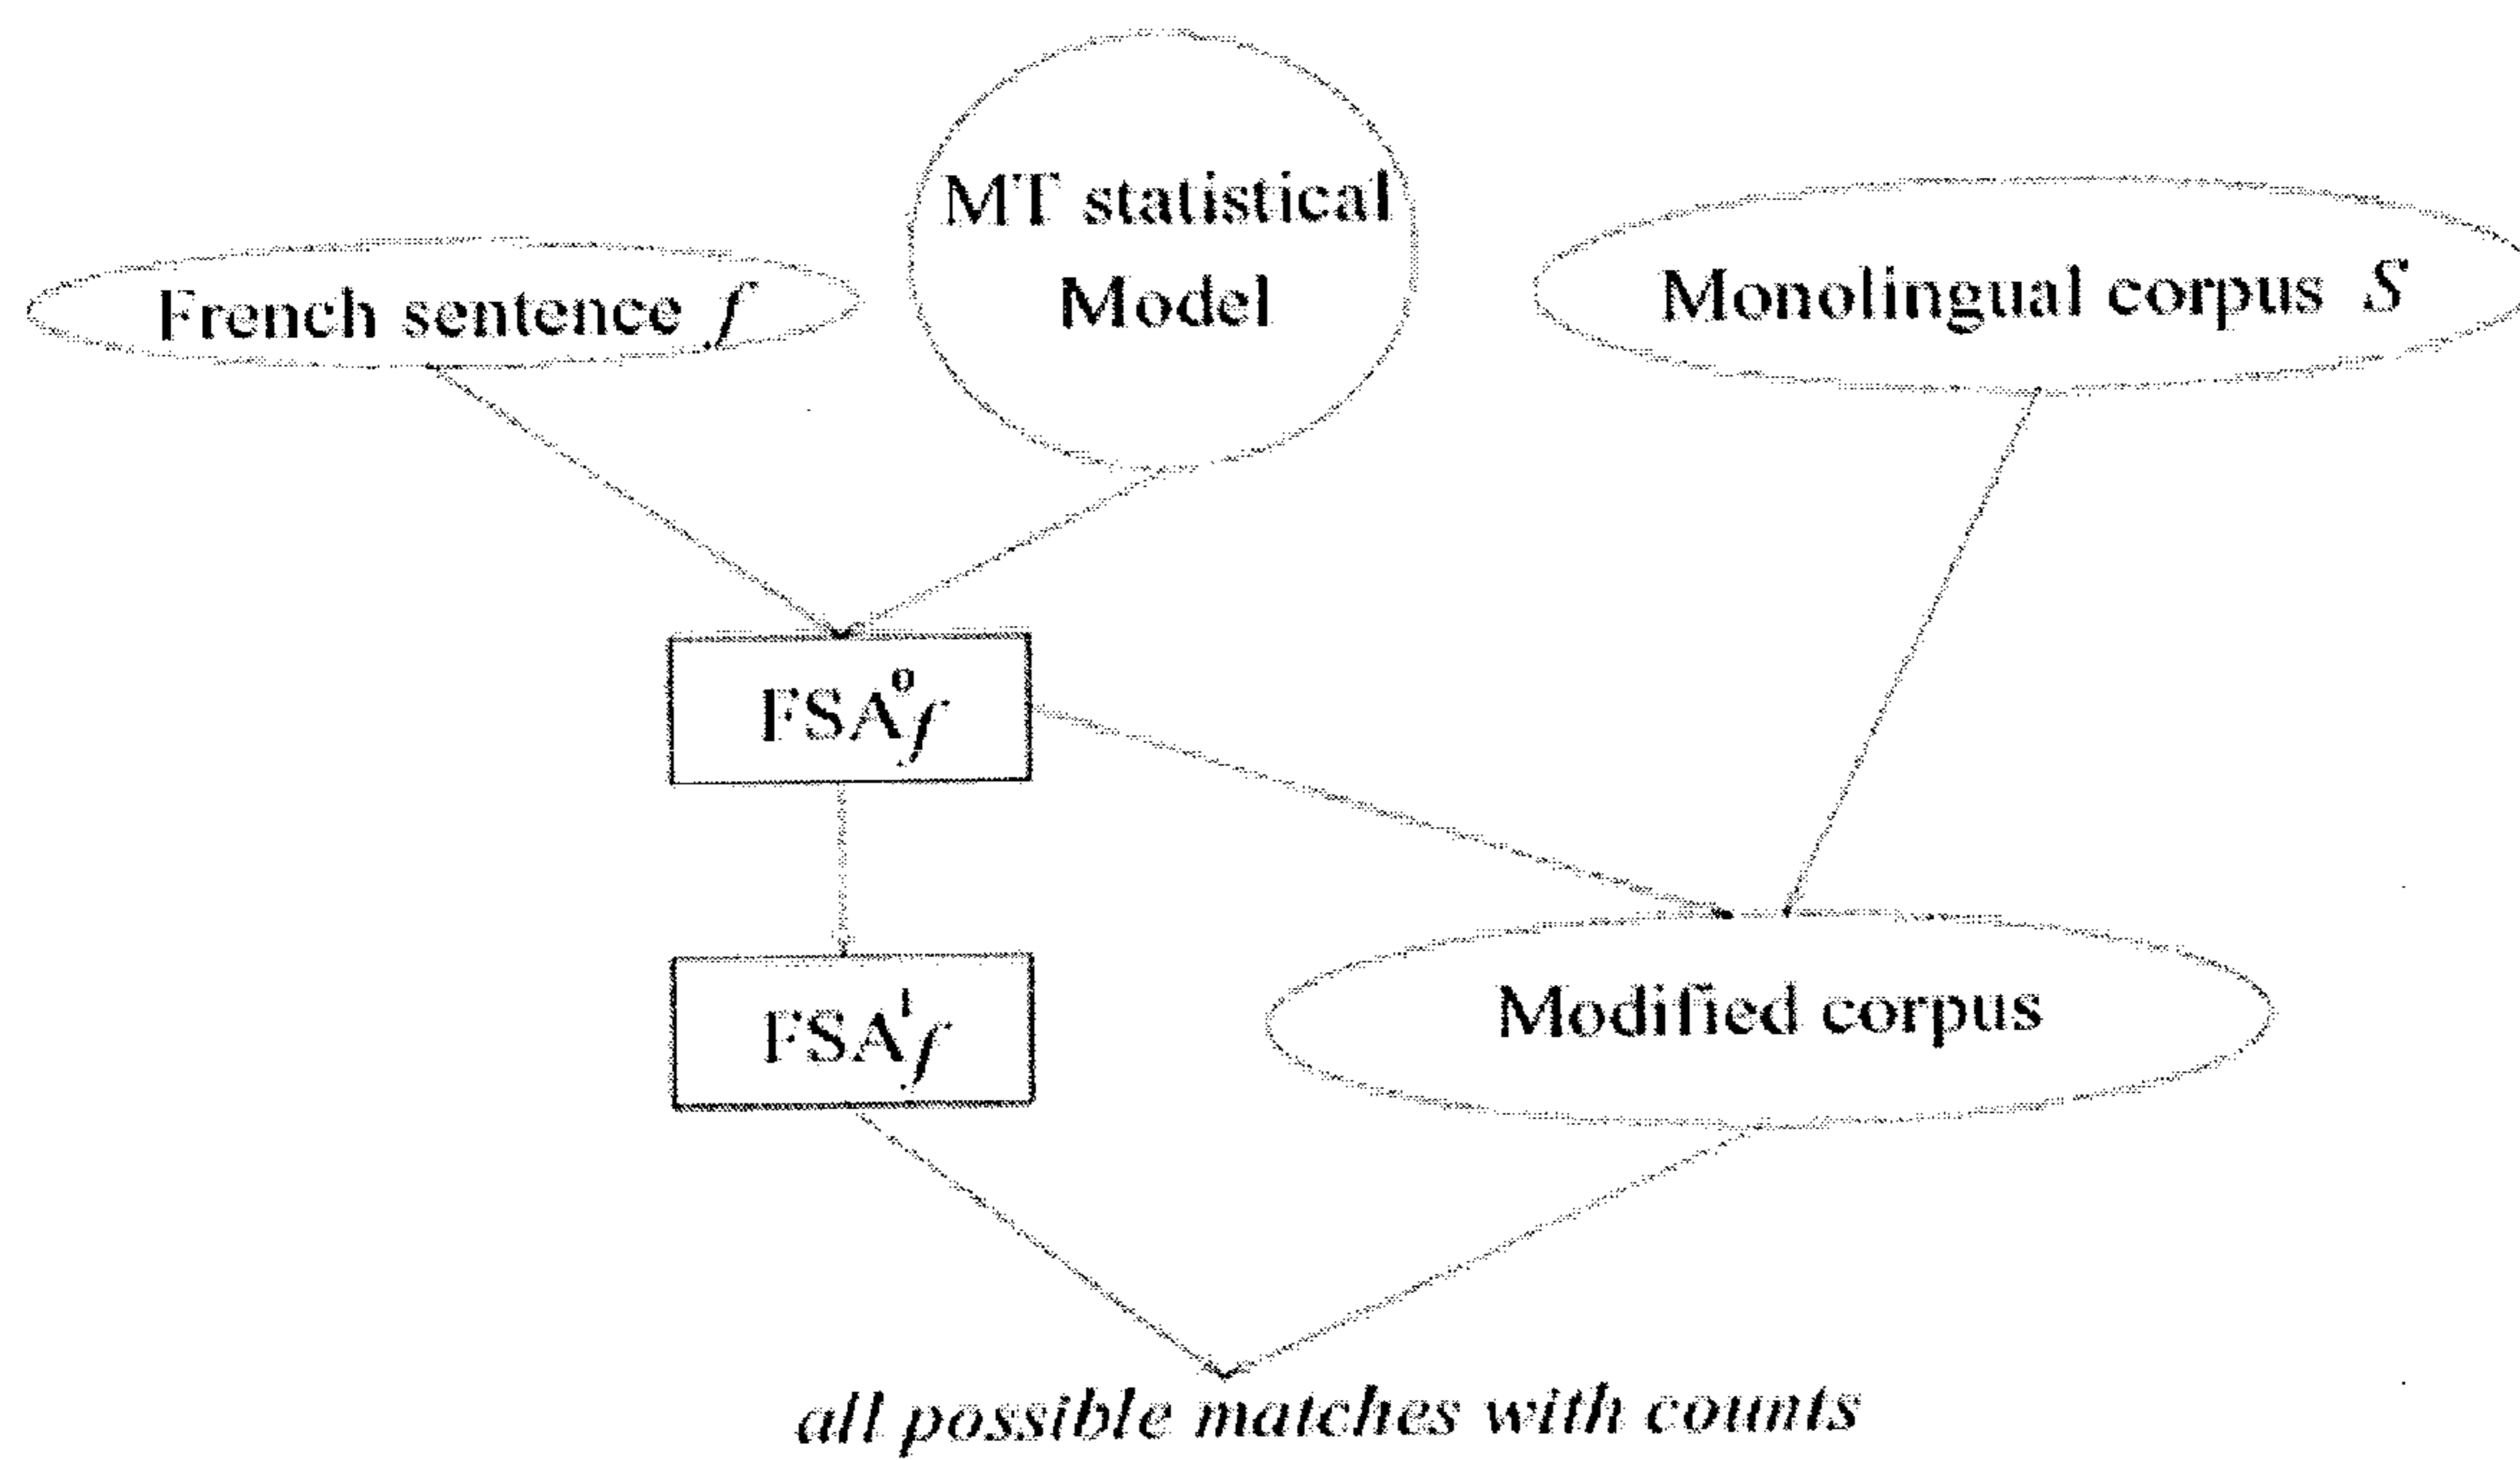 MT statistical
Model
French sentence f
Monolingual corpus S
FSA⁰f
FSA¹f
Modified corpus
all possible matches with counts